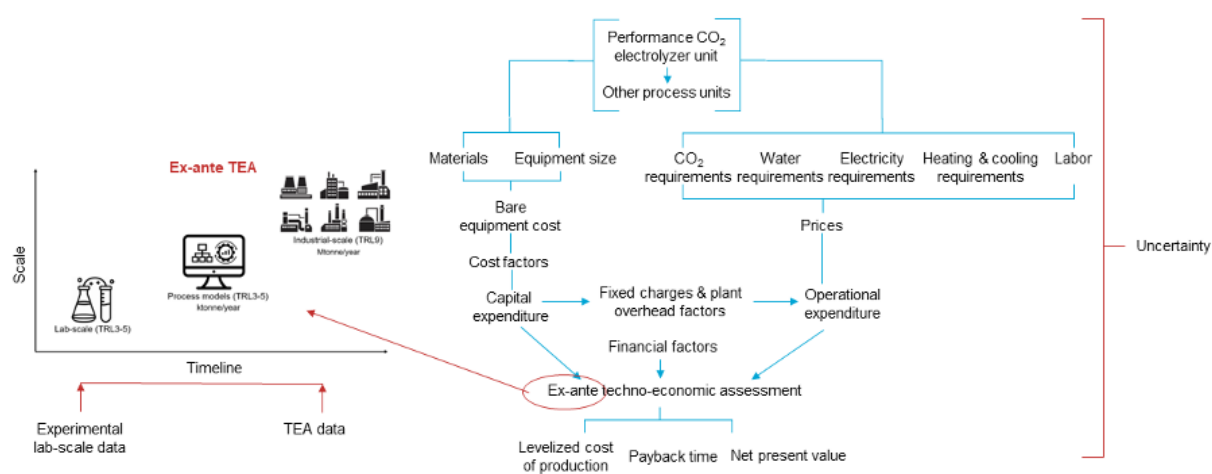 Performance CO₂
electrolyzer unit
Other process units
Materials
Equipment size
CO₂
requirements
Water
requirements
Electricity
requirements
Heating & cooling
requirements
Labor
Bare
equipment cost
Prices
Cost factors
Capital
expenditure
Fixed charges & plant
overhead factors
Operational
expenditure
Financial factors
Ex-ante techno-economic assessment
Levelized cost
of production
Payback time
Net present value
Uncertainty
Ex-ante TEA
Scale
Industrial-scale (TRL9)
Mtonne/year
Process models (TRL3-5)
ktonne/year
Lab-scale (TRL3-5)
Timeline
Experimental
lab-scale data
TEA data